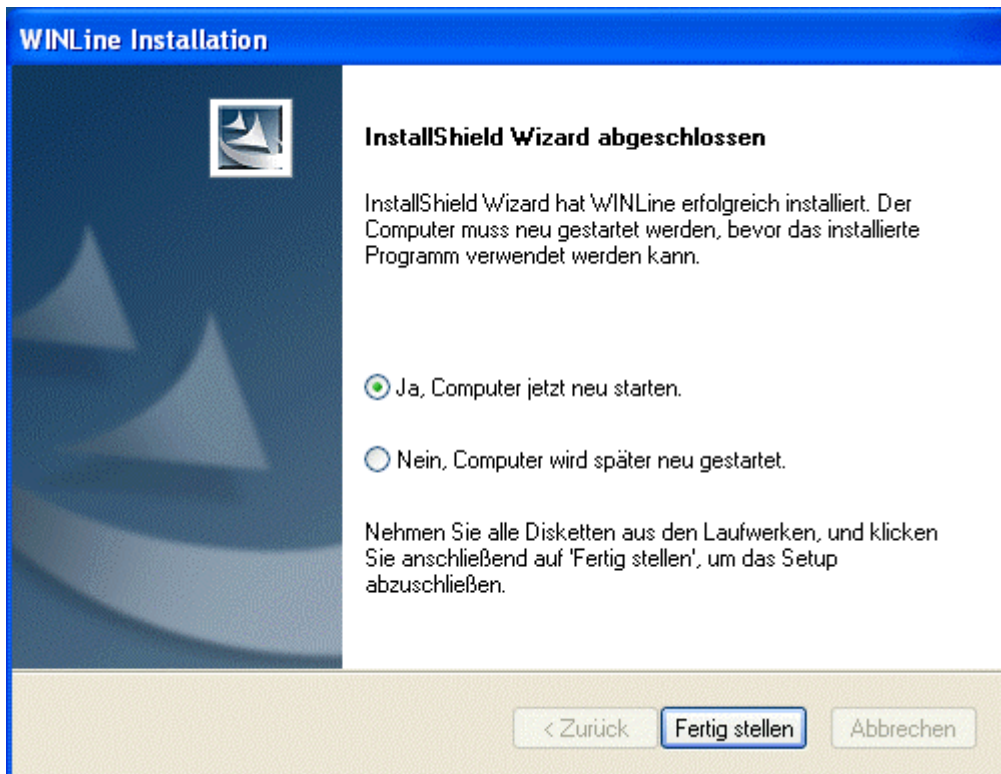 WINLine Installation
InstallShield Wizard abgeschlossen
InstallShield Wizard hat WINLine erfolgreich installiert. Der
Computer muss neu gestartet werden, bevor das installierte
Programm verwendet werden kann.
Ja, Computer jetzt neu starten.
Nein, Computer wird später neu gestartet.
Nehmen Sie alle Disketten aus den Laufwerken, und klicken
Sie anschließend auf 'Fertig stellen', um das Setup
abzuschließen.
< Zurück Fertig stellen Abbrechen